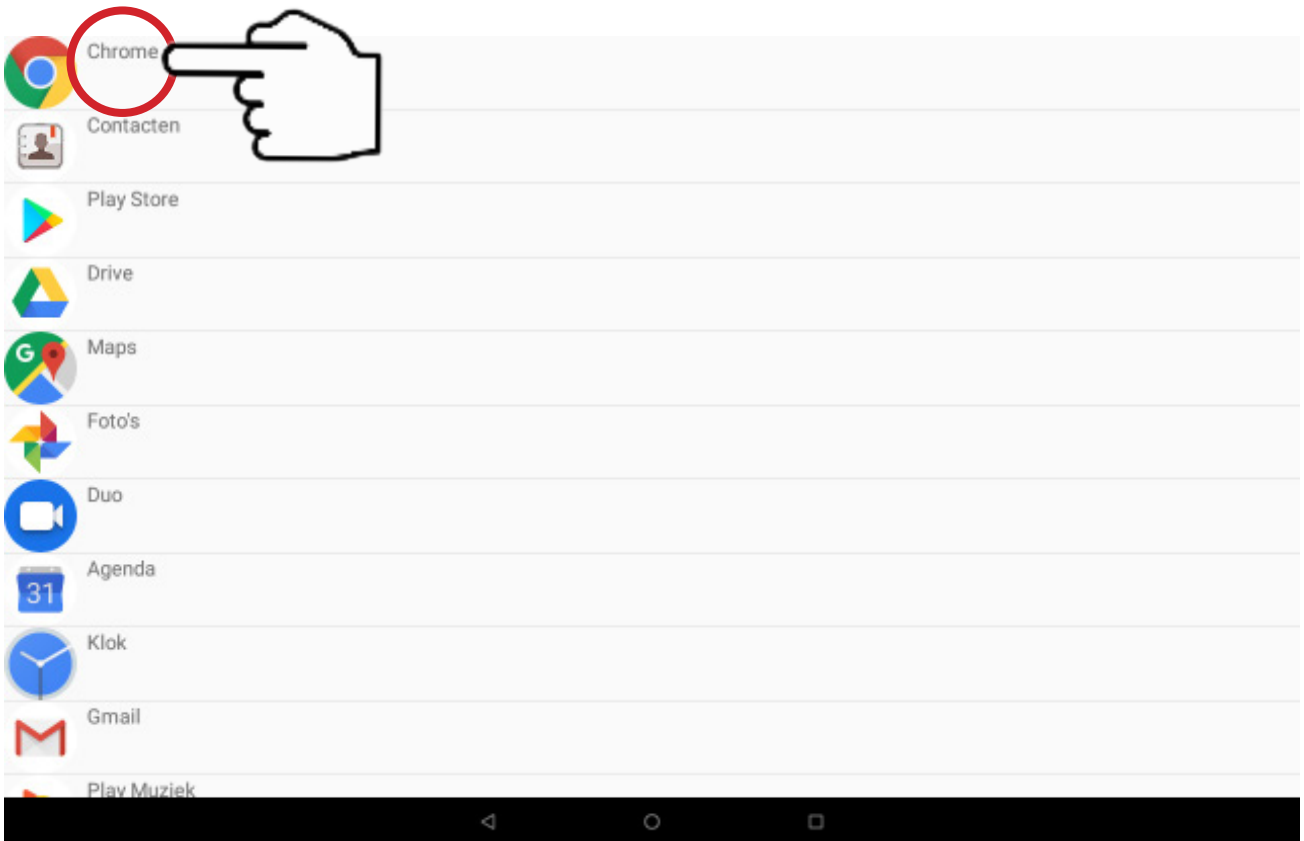 Chrome
Contacten
Play Store
Drive
G
Maps
Foto's
Duo
Agenda
31
Klok
Gmail
Play Muziek